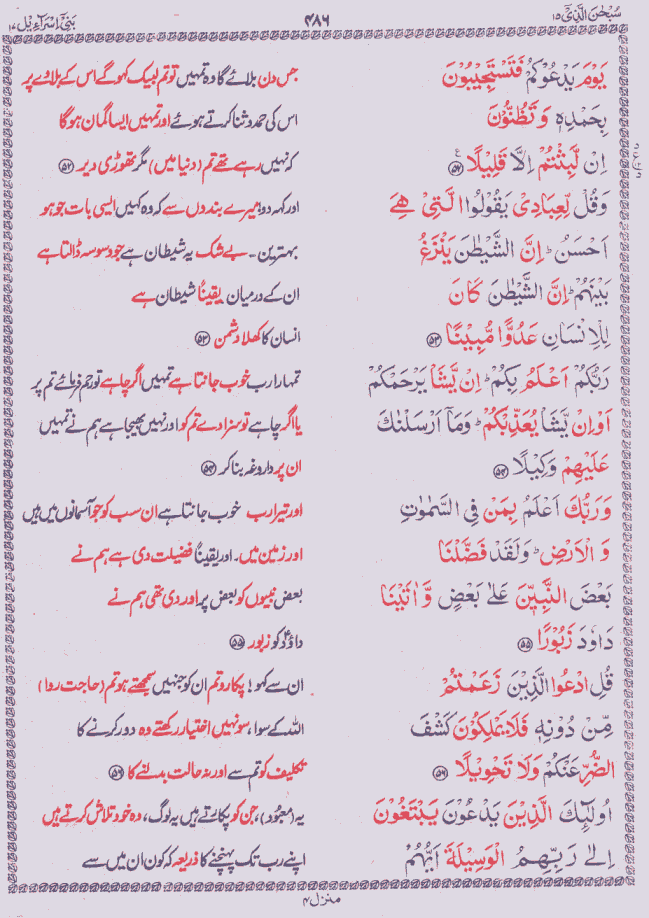 سُبْحٰنَ الَّذِىْٓ ١٥
٤٨٦
بَنِىْٓ اِسْرَآءِيْل ١٧
يَوْمَ يَدْعُوْكُمْ فَتَسْتَجِيْبُوْنَ
جس دن بلائے گا وہ تمہیں تو تم لبیک کہو گے اس کے بلاوے پر
بِحَمْدِهٖ وَ تَظُنُّوْنَ
اس کی حمد و ثنا کرتے ہوئے اور تمہیں ایسا گمان ہوگا
اِنْ لَّبِثْتُمْ اِلَّا قَلِيْلًا ۝٥٢
کہ نہیں رہے تھے تم (دنیا میں) مگر تھوڑی دیر ۝٥٢
وَ قُلْ لِّعِبَادِىْ يَقُوْلُوا الَّتِىْ هِىَ
اور کہہ دو! میرے بندوں سے کہ وہ کہیں ایسی بات جو ہو
اَحْسَنُ ؕ اِنَّ الشَّيْطٰنَ يَنْزَغُ
بہترین۔ بے شک یہ شیطان ہے جو وسوسہ ڈالتا ہے
بَيْنَهُمْ ؕ اِنَّ الشَّيْطٰنَ كَانَ
ان کے درمیان یقیناً شیطان ہے
لِلْاِنْسَانِ عَدُوًّا مُّبِيْنًا ۝٥٣
انسان کا کھلا دشمن ۝٥٣
رَبُّكُمْ اَعْلَمُ بِكُمْ ؕ اِنْ يَّشَاْ يَرْحَمْكُمْ
تمہارا رب خوب جانتا ہے تمہیں اگر چاہے تو رحم فرمائے تم پر
اَوْ اِنْ يَّشَاْ يُعَذِّبْكُمْ ؕ وَمَاۤ اَرْسَلْنٰكَ
یا اگر چاہے تو سزا دے تم کو اور نہیں بھیجا ہے ہم نے تمہیں
عَلَيْهِمْ وَكِيْلًا ۝٥٤
ان پر داروغہ بنا کر ۝٥٤
وَ رَبُّكَ اَعْلَمُ بِمَنْ فِى السَّمٰوٰتِ
اور تیرا رب خوب جانتا ہے ان سب کو جو آسمانوں میں ہیں
وَ الْاَرْضِ ؕ وَلَقَدْ فَضَّلْنَا
اور زمین میں۔ اور یقیناً فضیلت دی ہے ہم نے
بَعْضَ النَّبِيّٖنَ عَلٰى بَعْضٍ وَّ اٰتَيْنَا
بعض نبیوں کو بعض پر اور دی تھی ہم نے
دَاوٗدَ زَبُوْرًا ۝٥٥
داؤدؑ کو زبور ۝٥٥
قُلِ ادْعُوا الَّذِيْنَ زَعَمْتُمْ
ان سے کہو! پکارو تم ان کو جنہیں سمجھتے ہو تم (حاجت روا)
مِّنْ دُوْنِهٖ فَلَا يَمْلِكُوْنَ كَشْفَ
اللہ کے سوا، سو نہیں اختیار رکھتے وہ دور کرنے کا
الضُّرِّ عَنْكُمْ وَلَا تَحْوِيْلًا ۝٥٦
تکلیف کو تم سے اور نہ حالت بدلنے کا ۝٥٦
اُولٰٓئِكَ الَّذِيْنَ يَدْعُوْنَ يَبْتَغُوْنَ
یہ (معبود)، جن کو پکارتے ہیں یہ لوگ، وہ خود تلاش کرتے ہیں
اِلٰى رَبِّهِمُ الْوَسِيْلَةَ اَيُّهُمْ
اپنے رب تک پہنچنے کا ذریعہ کہ کون ان میں سے
منزل ٤